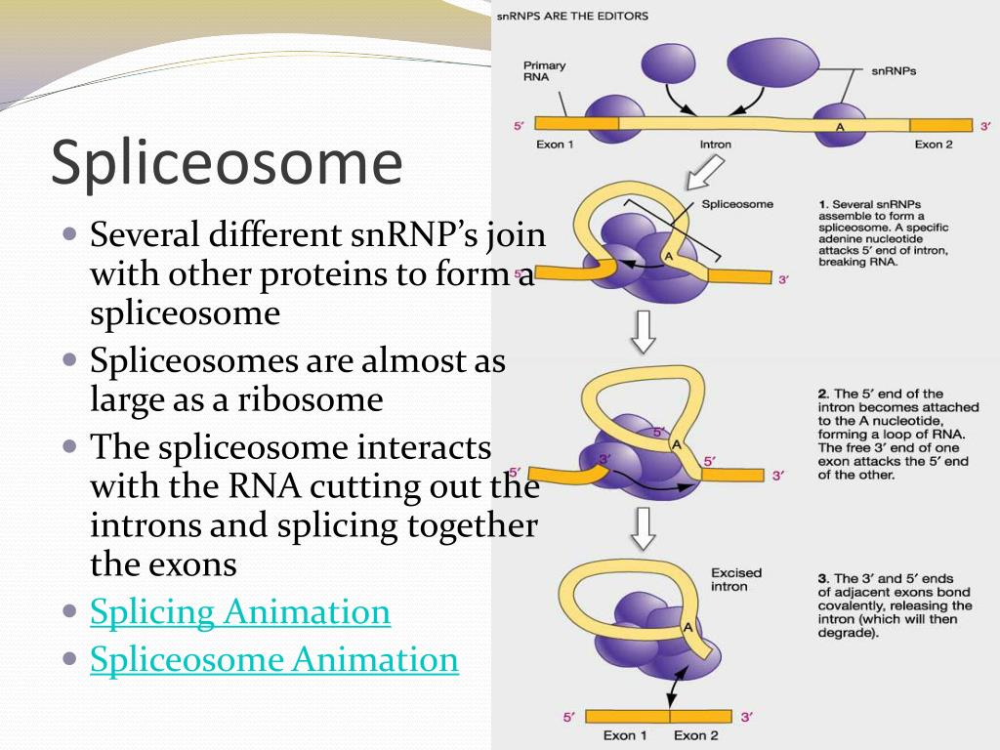 Spliceosome
Several different snRNP’s join
with other proteins to form a
spliceosome
Spliceosomes are almost as
large as a ribosome
The spliceosome interacts
with the RNA cutting out the
introns and splicing together
the exons
Splicing Animation
Spliceosome Animation
snRNPS ARE THE EDITORS
Primary
RNA
snRNPs
5′
A
3′
Exon 1
Intron
Exon 2
Spliceosome
A
5′
3′
1. Several snRNPs
assemble to form a
spliceosome. A specific
adenine nucleotide
attacks 5′ end of intron,
breaking RNA.
5′
A
3′
5′
5′
3′
2. The 5′ end of the
intron becomes attached
to the A nucleotide,
forming a loop of RNA.
The free 3′ end of one
exon attacks the 5′ end
of the other.
Excised
intron
A
3. The 3′ and 5′ ends
of adjacent exons bond
covalently, releasing the
intron (which will then
degrade).
5′
3′
Exon 1
Exon 2